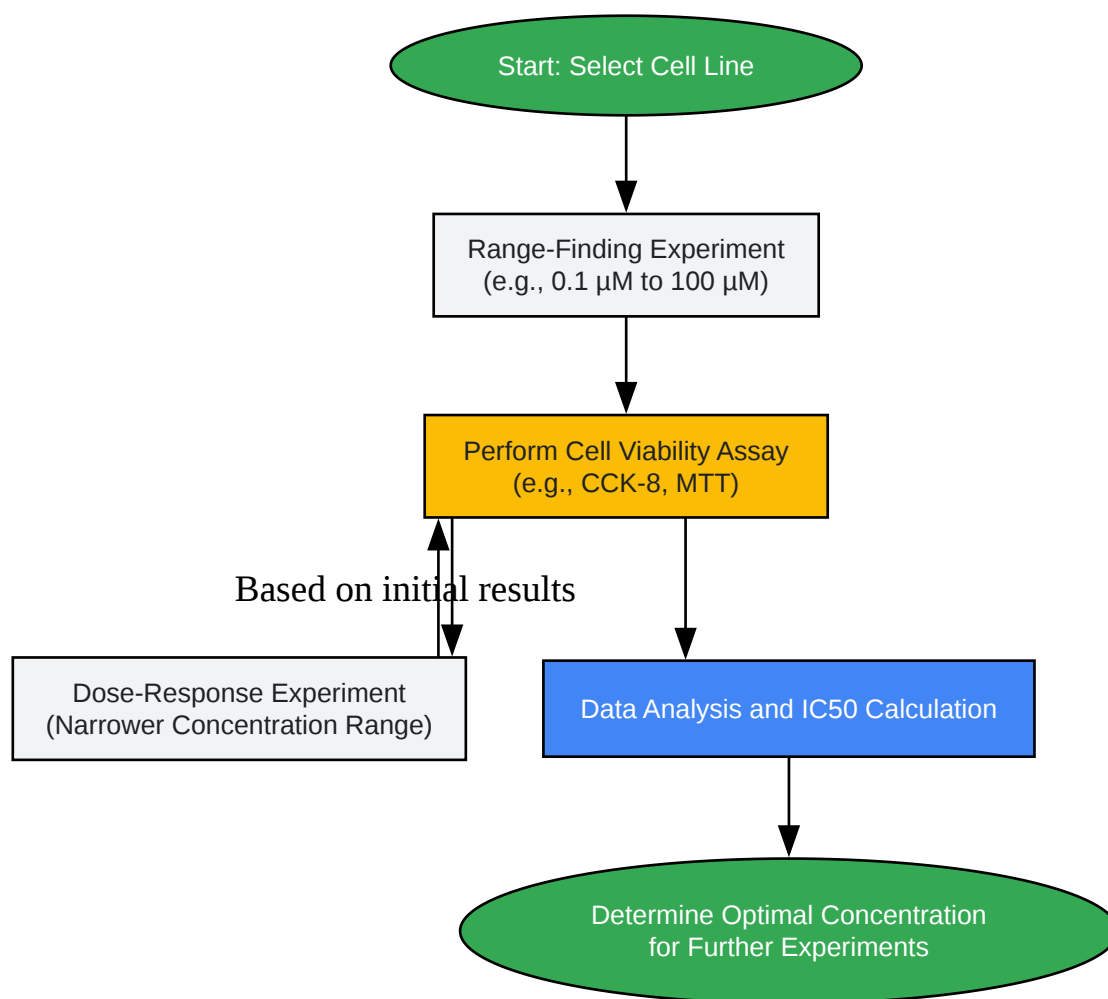 Start: Select Cell Line
Range-Finding Experiment
(e.g., 0.1 µM to 100 µM)
Perform Cell Viability Assay
(e.g., CCK-8, MTT)
Based on initial results
Dose-Response Experiment
(Narrower Concentration Range)
Data Analysis and IC50 Calculation
Determine Optimal Concentration
for Further Experiments